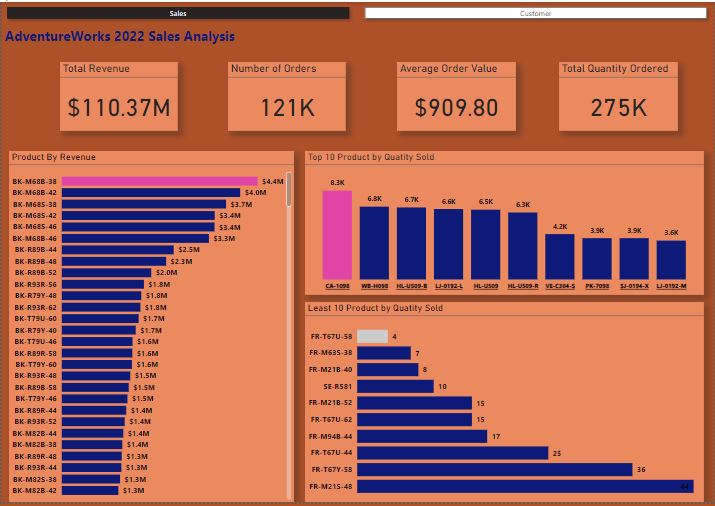 Sales
Customer
AdventureWorks 2022 Sales Analysis
Total Revenue
$110.37M
Number of Orders
121K
Average Order Value
$909.80
Total Quantity Ordered
275K
Product By Revenue
BK-M68B-38 $4.4M
BK-M68B-42 $4.0M
BK-M68S-38 $3.7M
BK-M68S-42 $3.4M
BK-M68S-46 $3.4M
BK-M68B-46 $3.3M
BK-R89B-44 $2.5M
BK-R89B-48 $2.3M
BK-R89B-52 $2.0M
BK-R93R-56 $1.8M
BK-R79Y-48 $1.8M
BK-R93R-62 $1.8M
BK-T79U-60 $1.7M
BK-R79Y-40 $1.7M
BK-T79U-46 $1.6M
BK-R89R-58 $1.6M
BK-T79Y-60 $1.6M
BK-R93R-48 $1.5M
BK-R89B-58 $1.5M
BK-T79Y-46 $1.5M
BK-R89R-44 $1.4M
BK-R93R-52 $1.4M
BK-M82B-44 $1.4M
BK-M82B-38 $1.4M
BK-R89R-48 $1.3M
BK-R93R-44 $1.3M
BK-M82S-38 $1.3M
BK-M82B-42 $1.3M
Top 10 Product by Quatity Sold
8.3K 6.8K 6.7K 6.6K 6.5K 6.3K 4.2K 3.9K 3.9K 3.6K
CA-1098 WB-H098 HL-U509-B LJ-0192-L HL-U509 HL-U509-R VE-C304-S PK-7098 SJ-0194-X LJ-0192-M
Least 10 Product by Quatity Sold
FR-T67U-58 4
FR-M63S-38 7
FR-M21B-40 8
SE-R581 10
FR-M21B-52 15
FR-T67U-62 15
FR-M94B-44 17
FR-T67U-44 25
FR-T67Y-58 36
FR-M21S-48 44